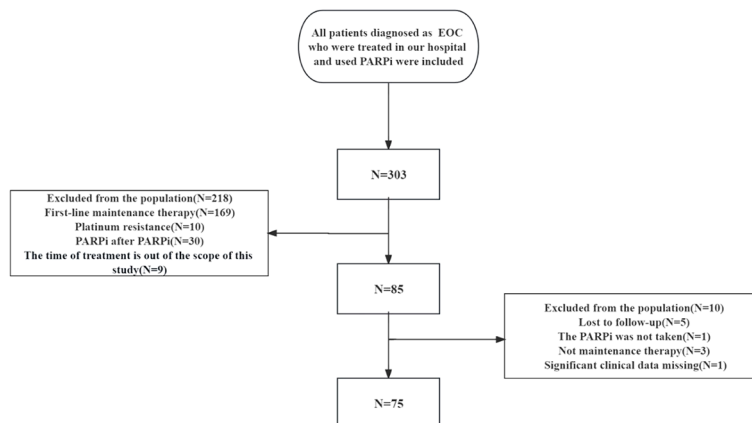 All patients diagnosed as EOC
who were treated in our hospital
and used PARPi were included
N=303
Excluded from the population(N=218)
First-line maintenance therapy(N=169)
Platinum resistance(N=10)
PARPi after PARPi(N=30)
The time of treatment is out of the scope of this
study(N=9)
N=85
Excluded from the population(N=10)
Lost to follow-up(N=5)
The PARPi was not taken(N=1)
Not maintenance therapy(N=3)
Significant clinical data missing(N=1)
N=75